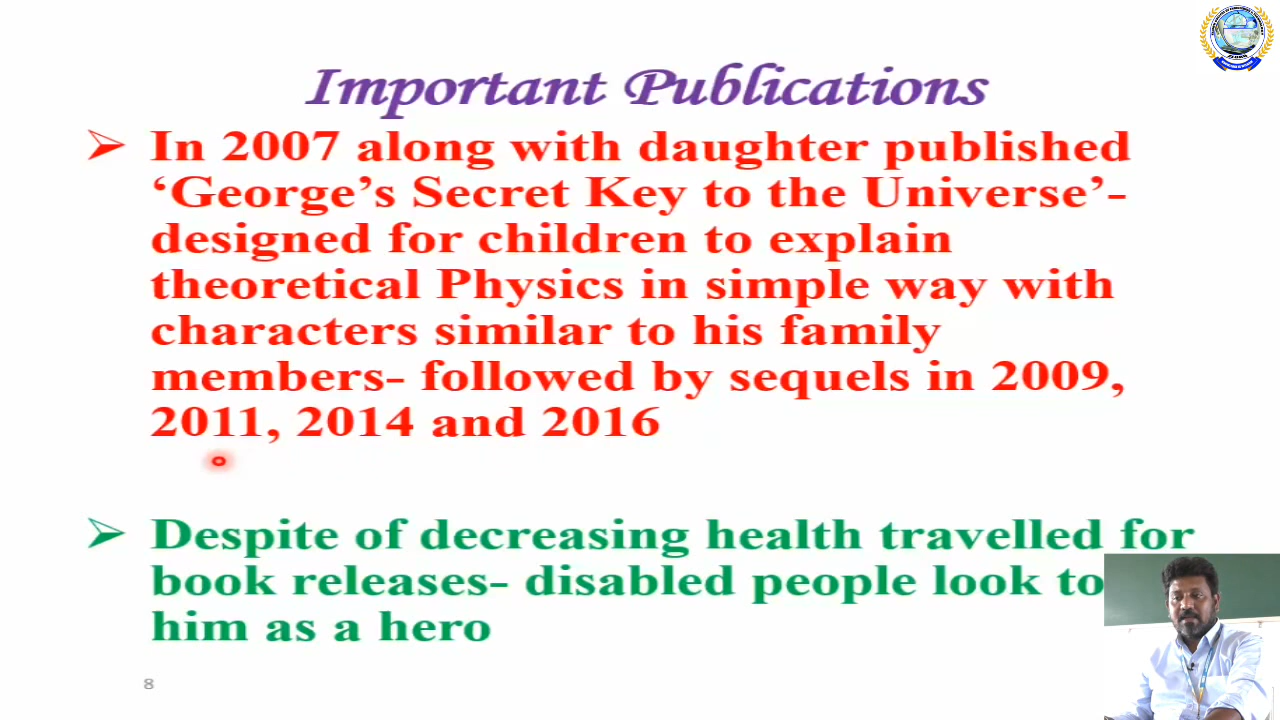 Important Publications
➢ In 2007 along with daughter published
‘George’s Secret Key to the Universe’-
designed for children to explain
theoretical Physics in simple way with
characters similar to his family
members- followed by sequels in 2009,
2011, 2014 and 2016
➢ Despite of decreasing health travelled for
book releases- disabled people look to
him as a hero
8